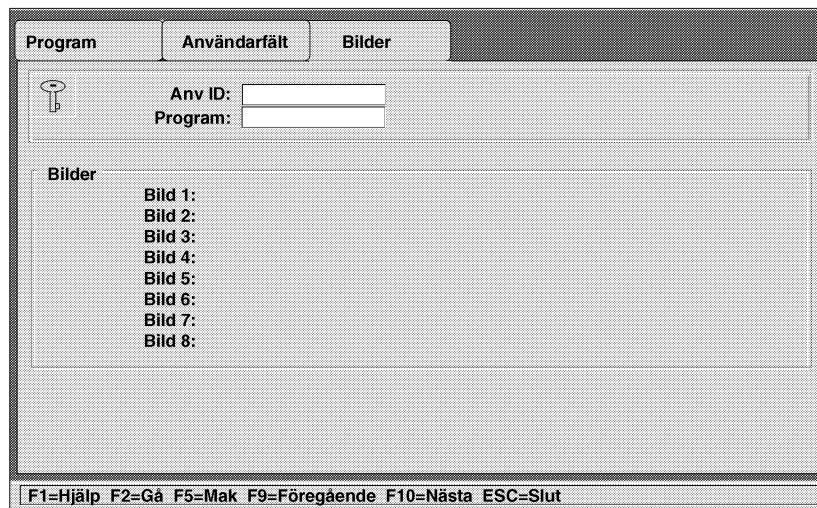 Program Användarfält Bilder
Anv ID:
Program:
Bilder
Bild 1:
Bild 2:
Bild 3:
Bild 4:
Bild 5:
Bild 6:
Bild 7:
Bild 8:
F1=Hjälp F2=Gå F5=Mak F9=Föregående F10=Nästa ESC=Slut